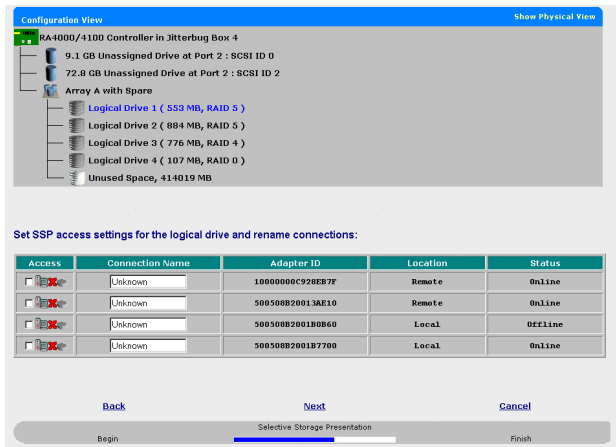 Configuration View
Show Physical View
RA4000/4100 Controller in Jitterbug Box 4
9.1 GB Unassigned Drive at Port 2 : SCSI ID 0
72.8 GB Unassigned Drive at Port 2 : SCSI ID 2
Array A with Spare
Logical Drive 1 ( 553 MB, RAID 5 )
Logical Drive 2 ( 884 MB, RAID 5 )
Logical Drive 3 ( 776 MB, RAID 4 )
Logical Drive 4 ( 107 MB, RAID 0 )
Unused Space, 414019 MB
Set SSP access settings for the logical drive and rename connections:
Access Connection Name Adapter ID Location Status
Unknown 10000000C928EB7F Remote Online
Unknown 500508B20013AE10 Remote Online
Unknown 500508B2001B0B60 Local Offline
Unknown 500508B2001B7700 Local Online
Back Next Cancel
Selective Storage Presentation
Begin Finish